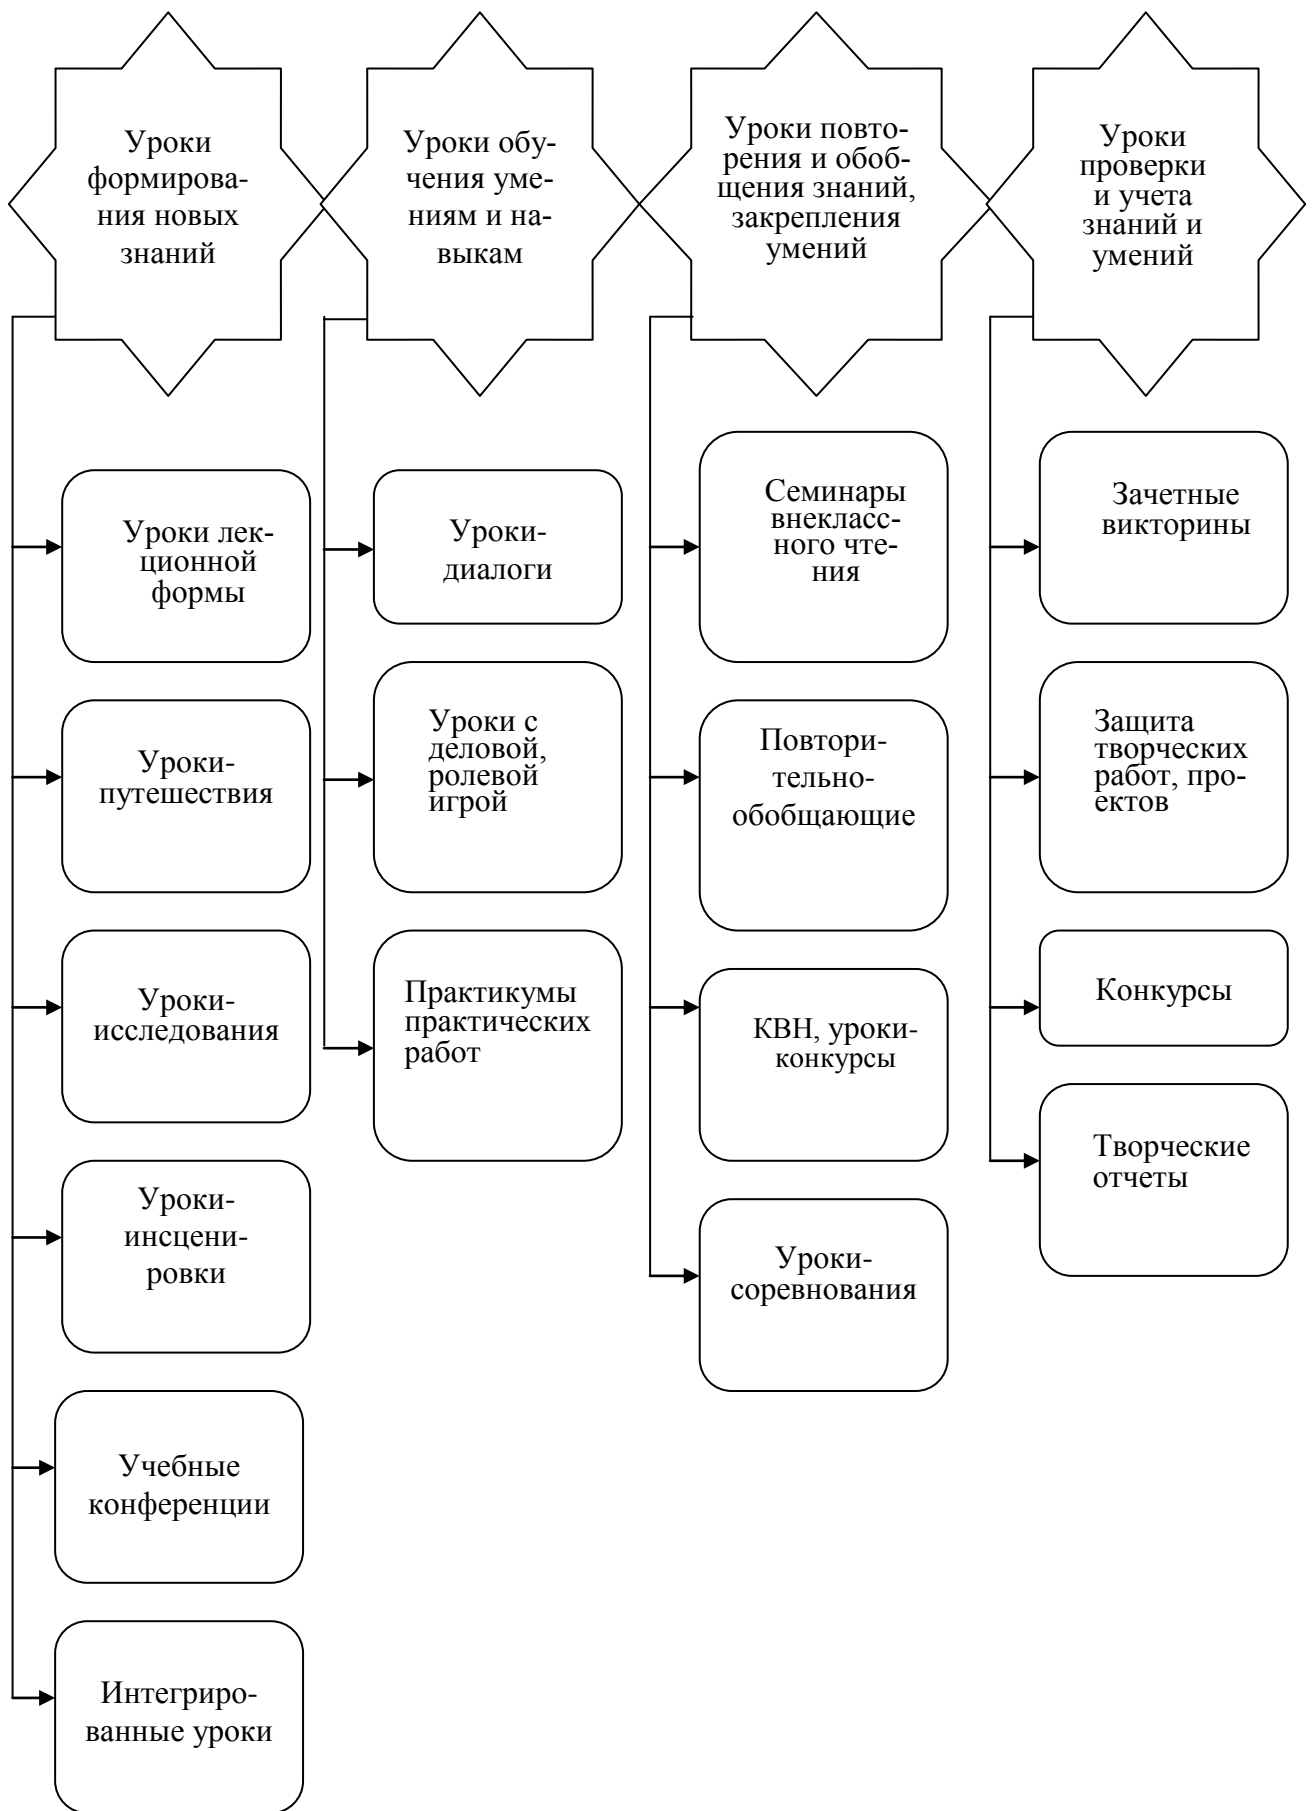 Уроки
формирова-
ния новых
знаний
Уроки обу-
чения уме-
ниям и на-
выкам
Уроки повто-
рения и обоб-
щения знаний,
закрепления
умений
Уроки
проверки
и учета
знаний и
умений
Уроки лек-
ционной
формы
Уроки-
путешествия
Уроки-
исследования
Уроки-
инсцени-
ровки
Учебные
конференции
Интегриро-
ванные уроки
Уроки-
диалоги
Уроки с
деловой,
ролевой
игрой
Практикумы
практических
работ
Семинары
внекласс-
ного чте-
ния
Повтори-
тельно-
обобщающие
КВН, уроки-
конкурсы
Уроки-
соревнования
Зачетные
викторины
Защита
творческих
работ, про-
ектов
Конкурсы
Творческие
отчеты